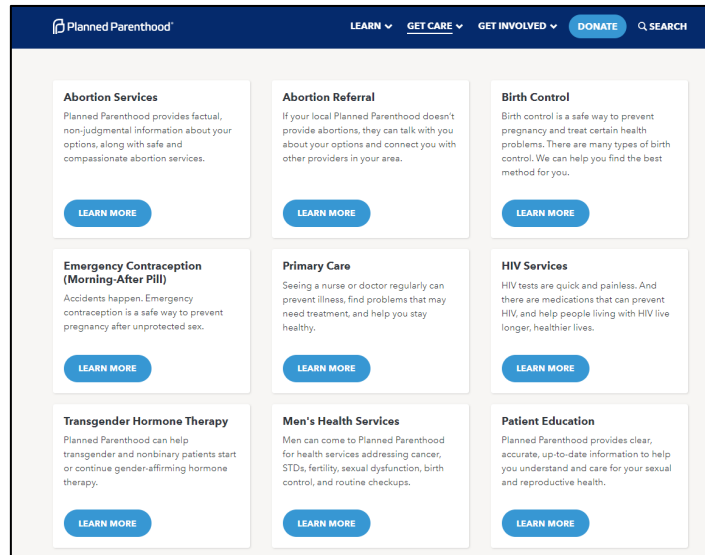 Planned Parenthood®
LEARN
GET CARE
GET INVOLVED
DONATE
SEARCH
Abortion Services
Planned Parenthood provides factual,
non-judgmental information about your
options, along with safe and
compassionate abortion services.
LEARN MORE
Abortion Referral
If your local Planned Parenthood doesn't
provide abortions, they can talk with you
about your options and connect you with
other providers in your area.
LEARN MORE
Birth Control
Birth control is a safe way to prevent
pregnancy and treat certain health
problems. There are many types of birth
control. We can help you find the best
method for you.
LEARN MORE
Emergency Contraception
(Morning-After Pill)
Accidents happen. Emergency
contraception is a safe way to prevent
pregnancy after unprotected sex.
LEARN MORE
Primary Care
Seeing a nurse or doctor regularly can
prevent illness, find problems that may
need treatment, and help you stay
healthy.
LEARN MORE
HIV Services
HIV tests are quick and painless. And
there are medications that can prevent
HIV, and help people living with HIV live
longer, healthier lives.
LEARN MORE
Transgender Hormone Therapy
Planned Parenthood can help
transgender and nonbinary patients start
or continue gender-affirming hormone
therapy.
LEARN MORE
Men's Health Services
Men can come to Planned Parenthood
for health services addressing cancer,
STDs, fertility, sexual dysfunction, birth
control, and routine checkups.
LEARN MORE
Patient Education
Planned Parenthood provides clear,
accurate, up-to-date information to help
you understand and care for your sexual
and reproductive health.
LEARN MORE